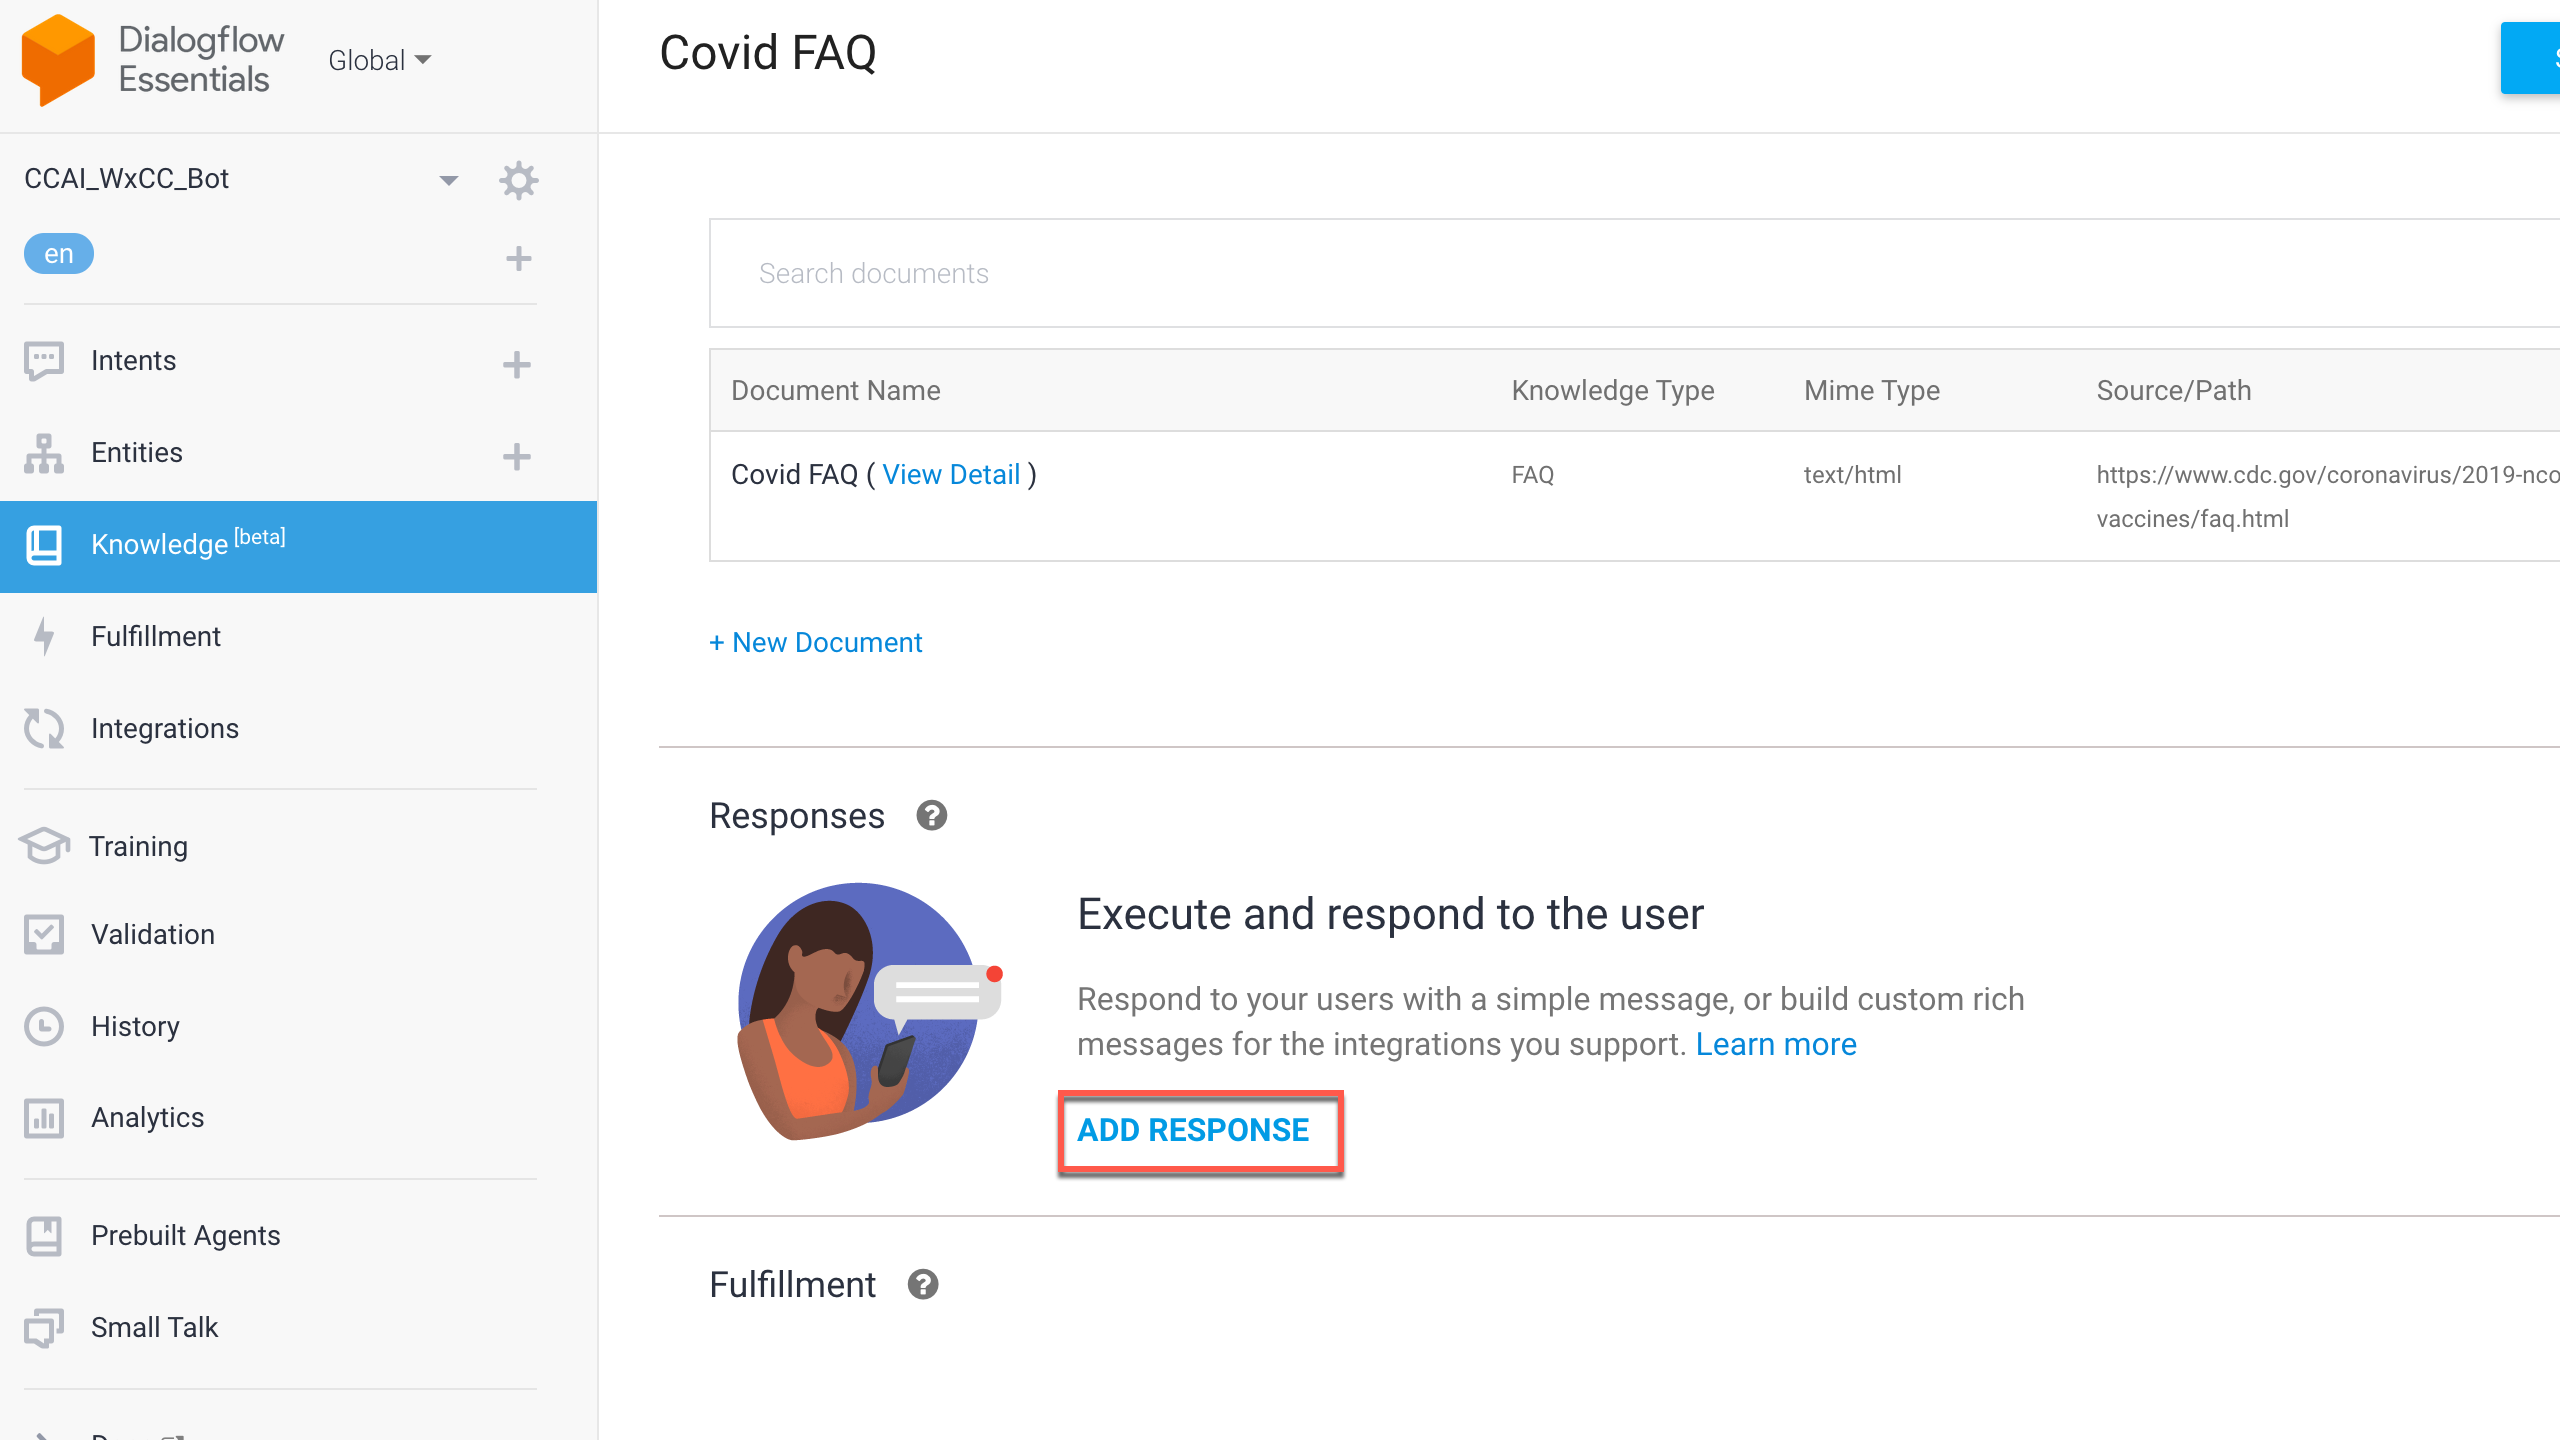 Dialogflow
Essentials
Global
Covid FAQ
CCAI_WxCC_Bot
en
Search documents
Intents
Document Name Knowledge Type Mime Type Source/Path
Entities
Covid FAQ ( View Detail ) FAQ text/html https://www.cdc.gov/coronavirus/2019-nco
vaccines/faq.html
Knowledge [beta]
Fulfillment
+ New Document
Integrations
Responses
Training
Execute and respond to the user
Validation
Respond to your users with a simple message, or build custom rich
messages for the integrations you support. Learn more
History
Analytics
ADD RESPONSE
Prebuilt Agents
Fulfillment
Small Talk